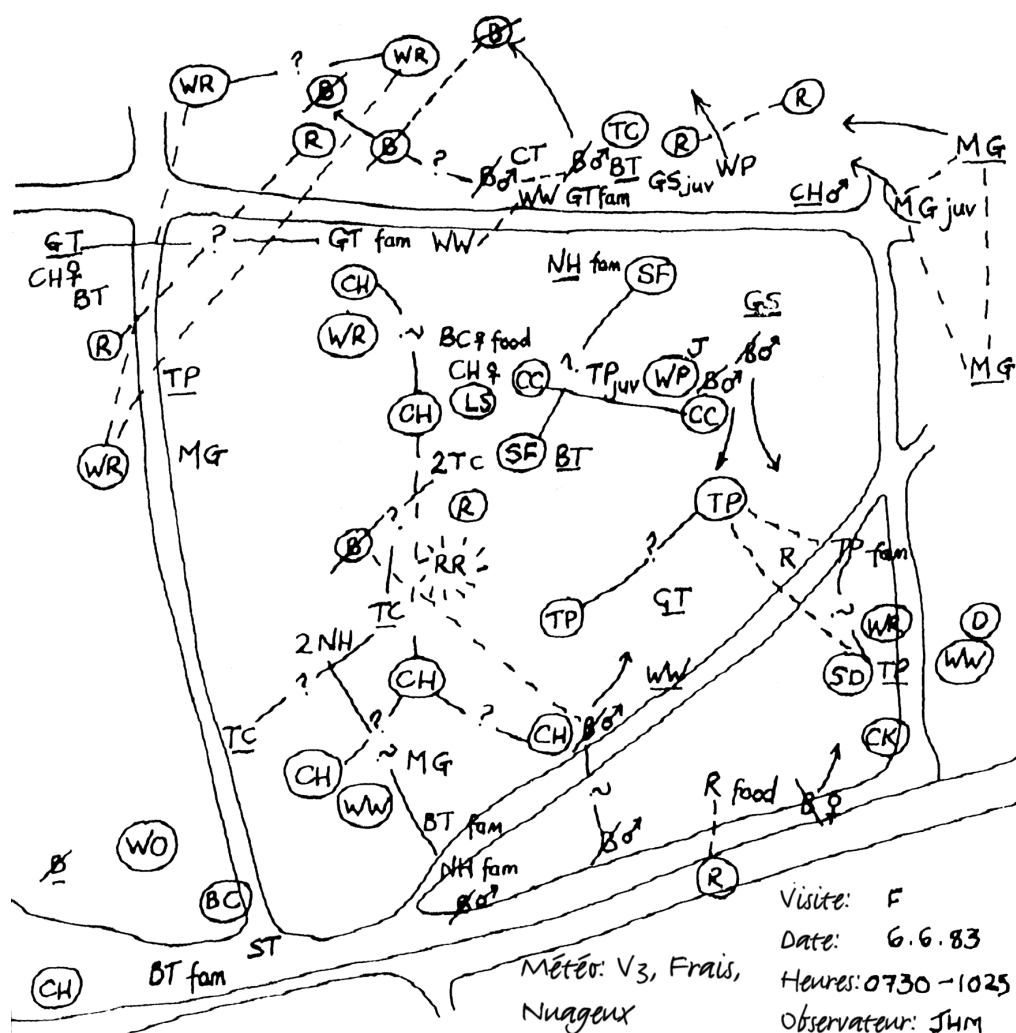 B
WR ? WR
B
R
B ? B♂ CT
B♂ TC
BT
WW GT fam
GS juv
R R
WP
MG
CH♂
MG juv
MG
GT ? GT fam WW
CH♀
BT
R
TP
WR
MG
CH
WR
~
CH
NH fam
SF
?
BC♀ food
CH♀
LS
CC
TP juv
WP
J
B♂
CC
GS
B♂
SF BT
2TC
R
?
B
RR
TC
2 NH
?
TC
CH
?
~
MG
CH
WW
?
CH B♂
BT fam
NH fam
B♂
TP
?
TP
GT
WW
R
TP fam
~
WR
SD TP
D
WW
CK
~
B♂
R food
R
B♀
WO
B
BC
ST
BT fam
CH
Visite: F
Date: 6.6.83
Météo: V3, Frais,
Nuageux
Heures: 0730-1025
Observateur: JHM